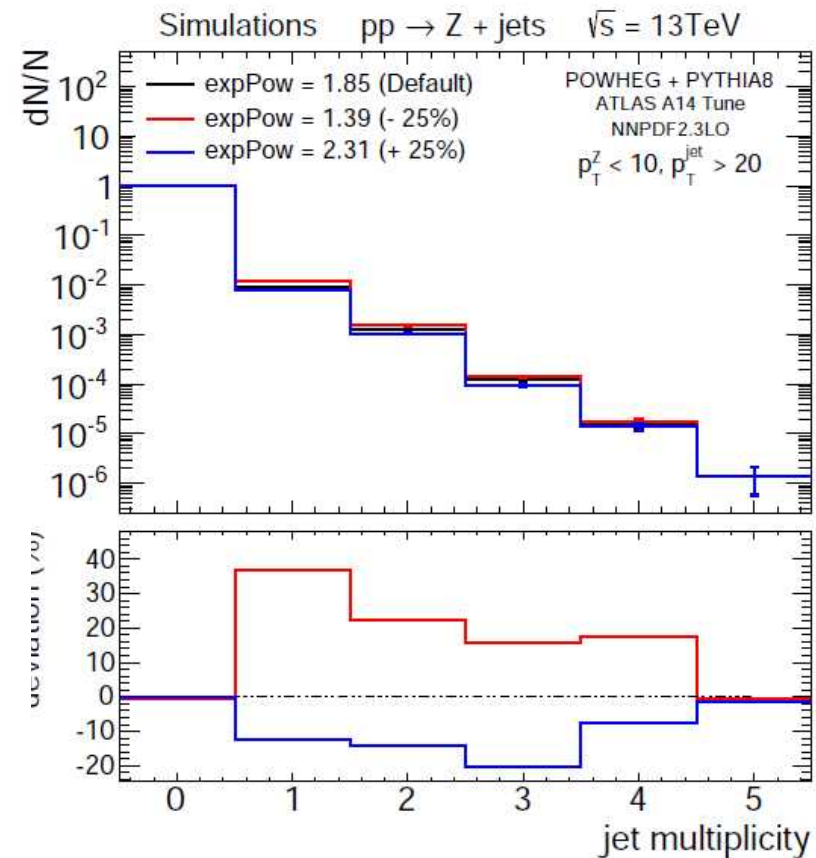 Simulations pp → Z + jets √s = 13TeV
dN/N
expPow = 1.85 (Default)
expPow = 1.39 (- 25%)
expPow = 2.31 (+ 25%)
POWHEG + PYTHIA8
ATLAS A14 Tune
NNPDF2.3LO
p_T^Z < 10, p_T^jet > 20
10²
10
1
10⁻¹
10⁻²
10⁻³
10⁻⁴
10⁻⁵
10⁻⁶
40
30
20
10
0
-10
-20
0 1 2 3 4 5
jet multiplicity